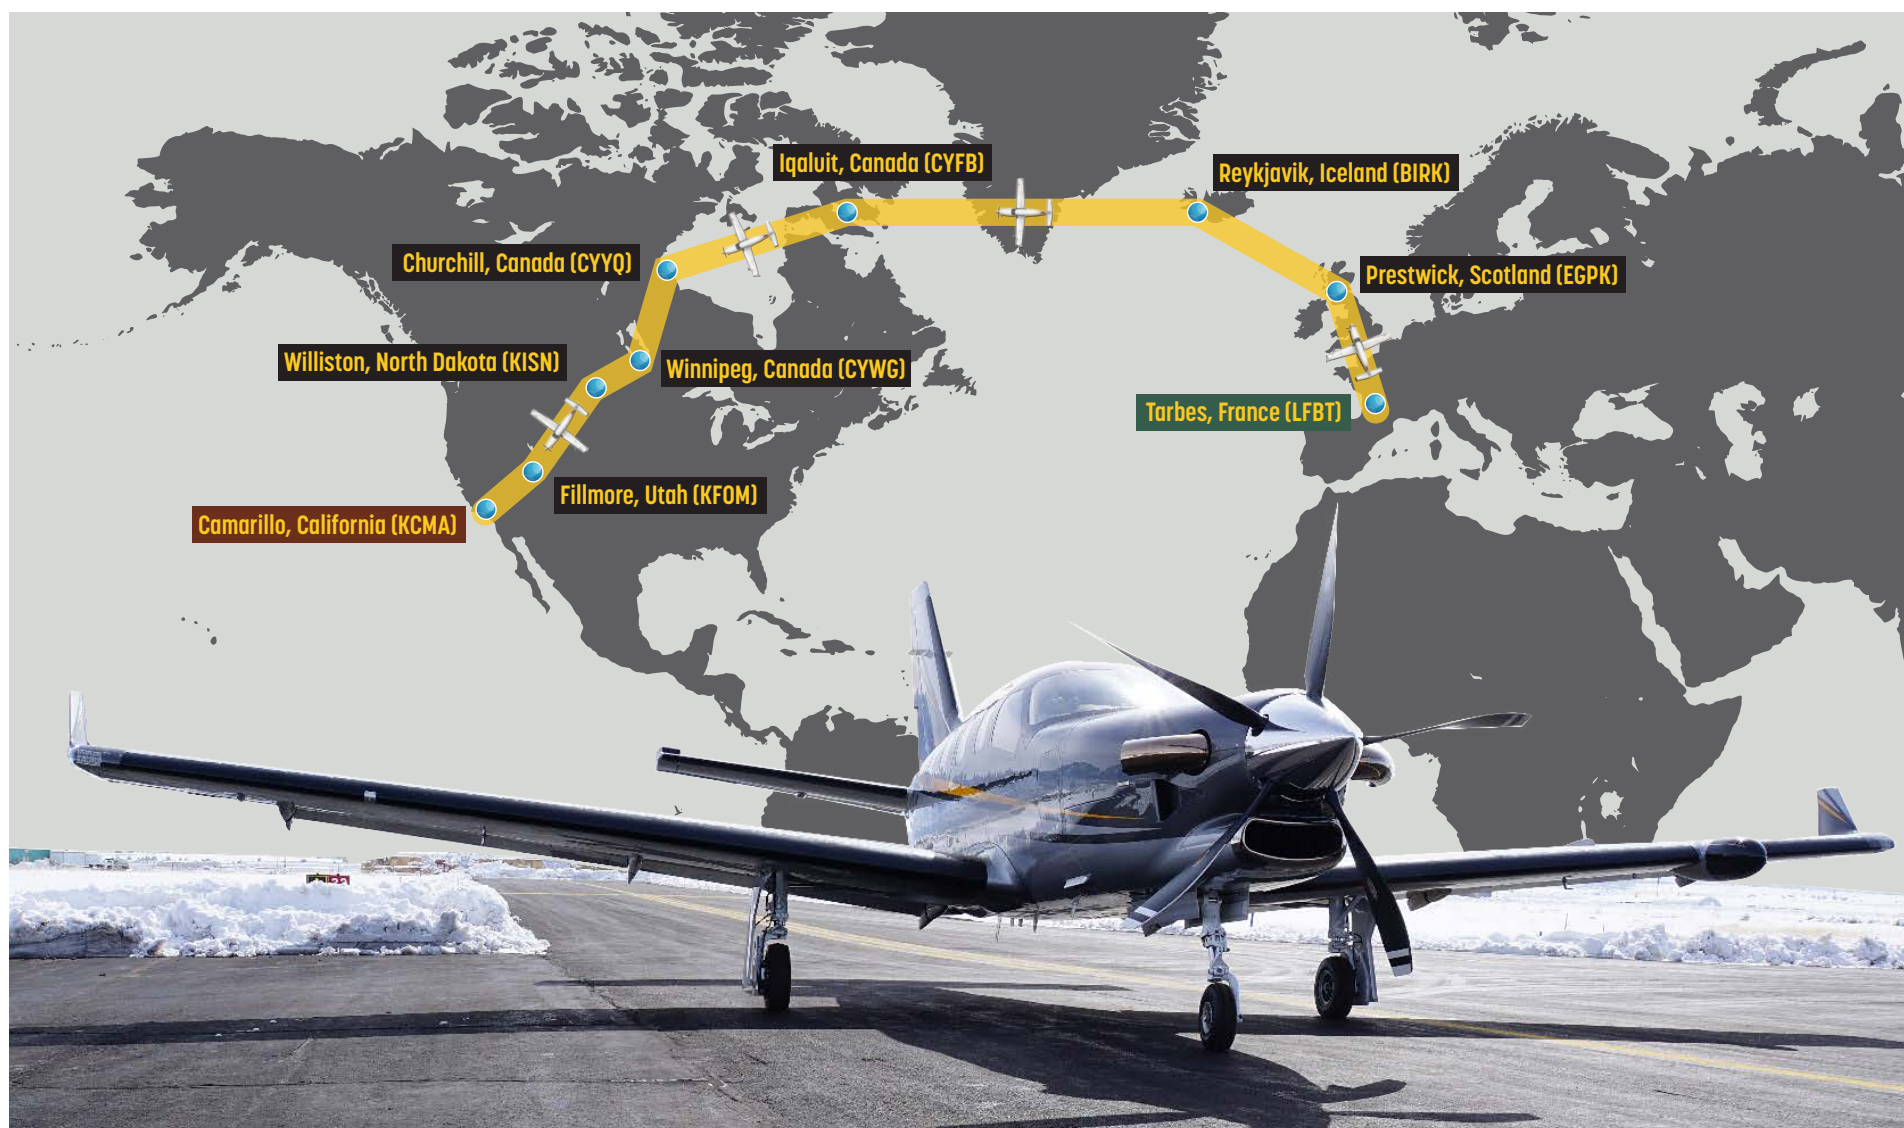 Iqaluit, Canada (CYFB)
Reykjavik, Iceland (BIRK)
Churchill, Canada (CYYQ)
Prestwick, Scotland (EGPK)
Williston, North Dakota (KISN)
Winnipeg, Canada (CYWG)
Tarbes, France (LFBT)
Fillmore, Utah (KFOM)
Camarillo, California (KCMA)